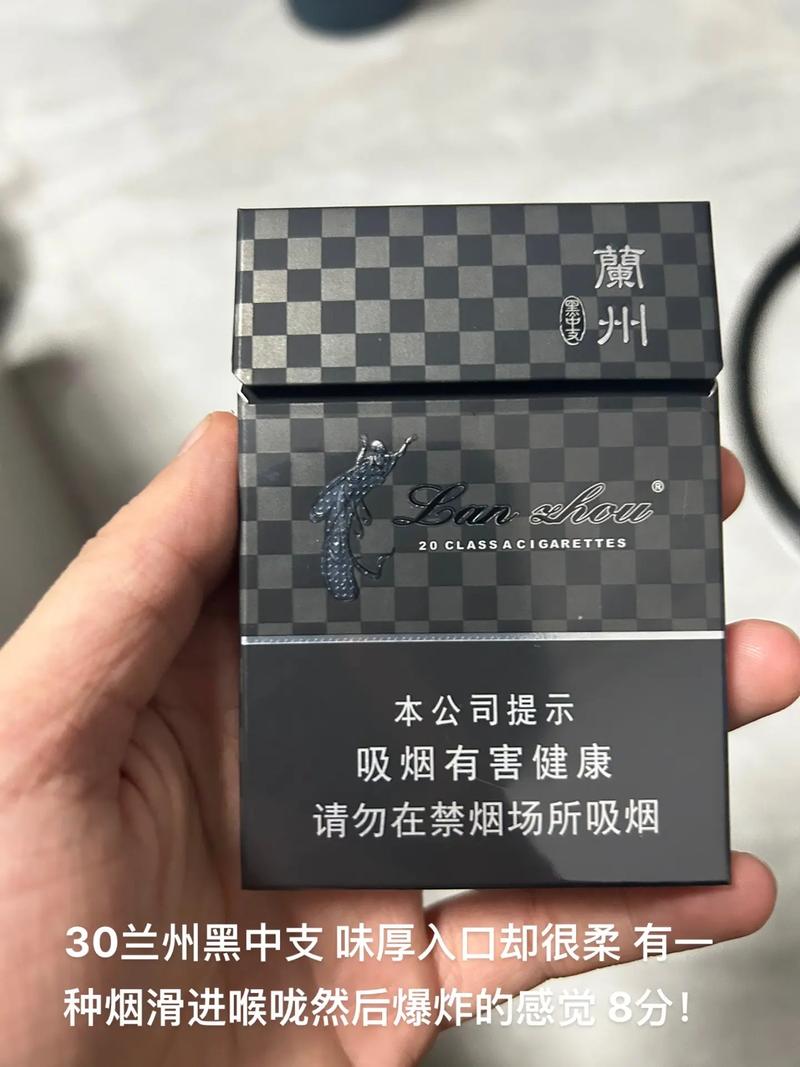 蘭州
黑中支
Lan zhou®
20 CLASS A CIGARETTES
本公司提示
吸烟有害健康
请勿在禁烟场所吸烟
30兰州黑中支 味厚入口却很柔 有一
种烟滑进喉咙然后爆炸的感觉 8分！